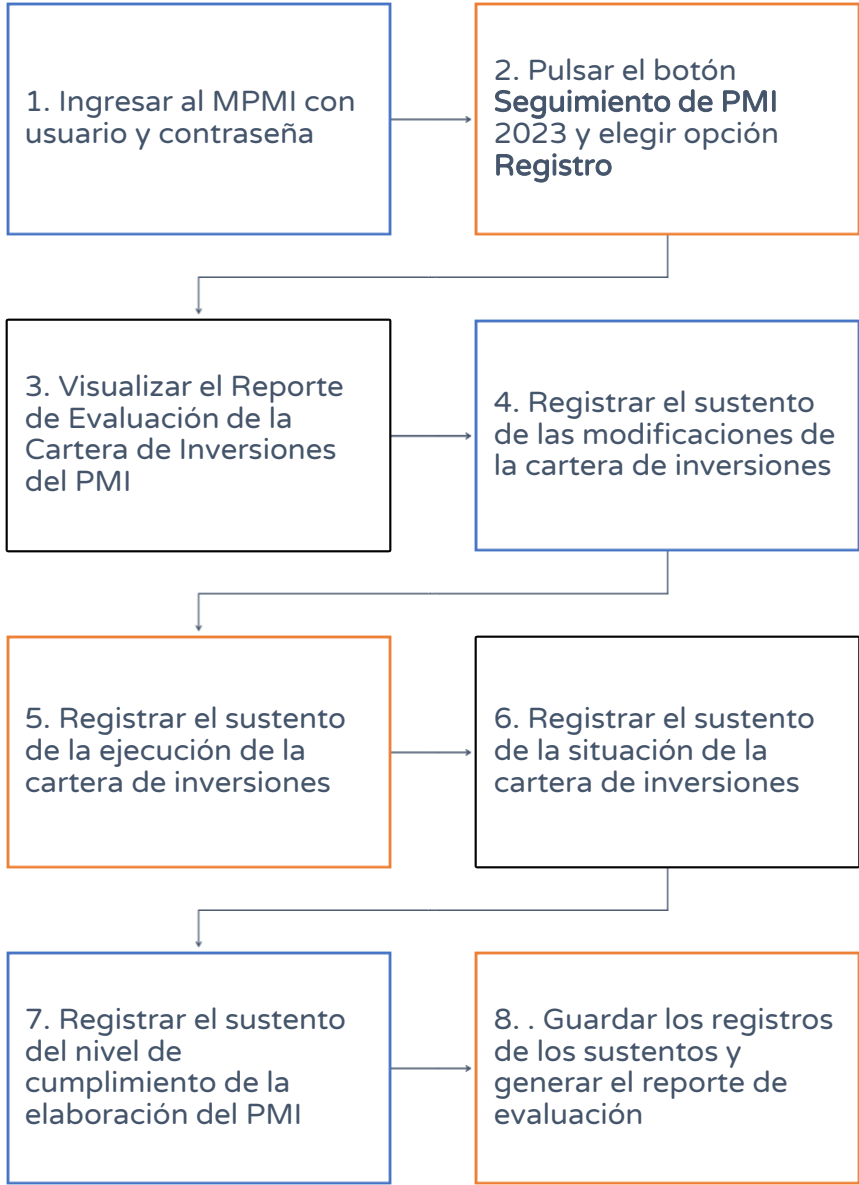 1. Ingresar al MPMI con
usuario y contraseña
2. Pulsar el botón
Seguimiento de PMI
2023 y elegir opción
Registro
3. Visualizar el Reporte
de Evaluación de la
Cartera de Inversiones
del PMI
4. Registrar el sustento
de las modificaciones de
la cartera de inversiones
5. Registrar el sustento
de la ejecución de la
cartera de inversiones
6. Registrar el sustento
de la situación de la
cartera de inversiones
7. Registrar el sustento
del nivel de
cumplimiento de la
elaboración del PMI
8. . Guardar los registros
de los sustentos y
generar el reporte de
evaluación